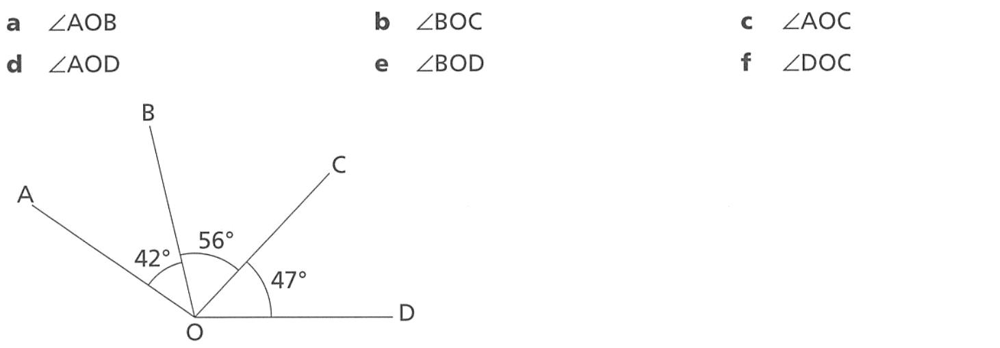 a ∠AOB b ∠BOC c ∠AOC
d ∠AOD e ∠BOD f ∠DOC
B
C
A
56°
42°
47°
D
O